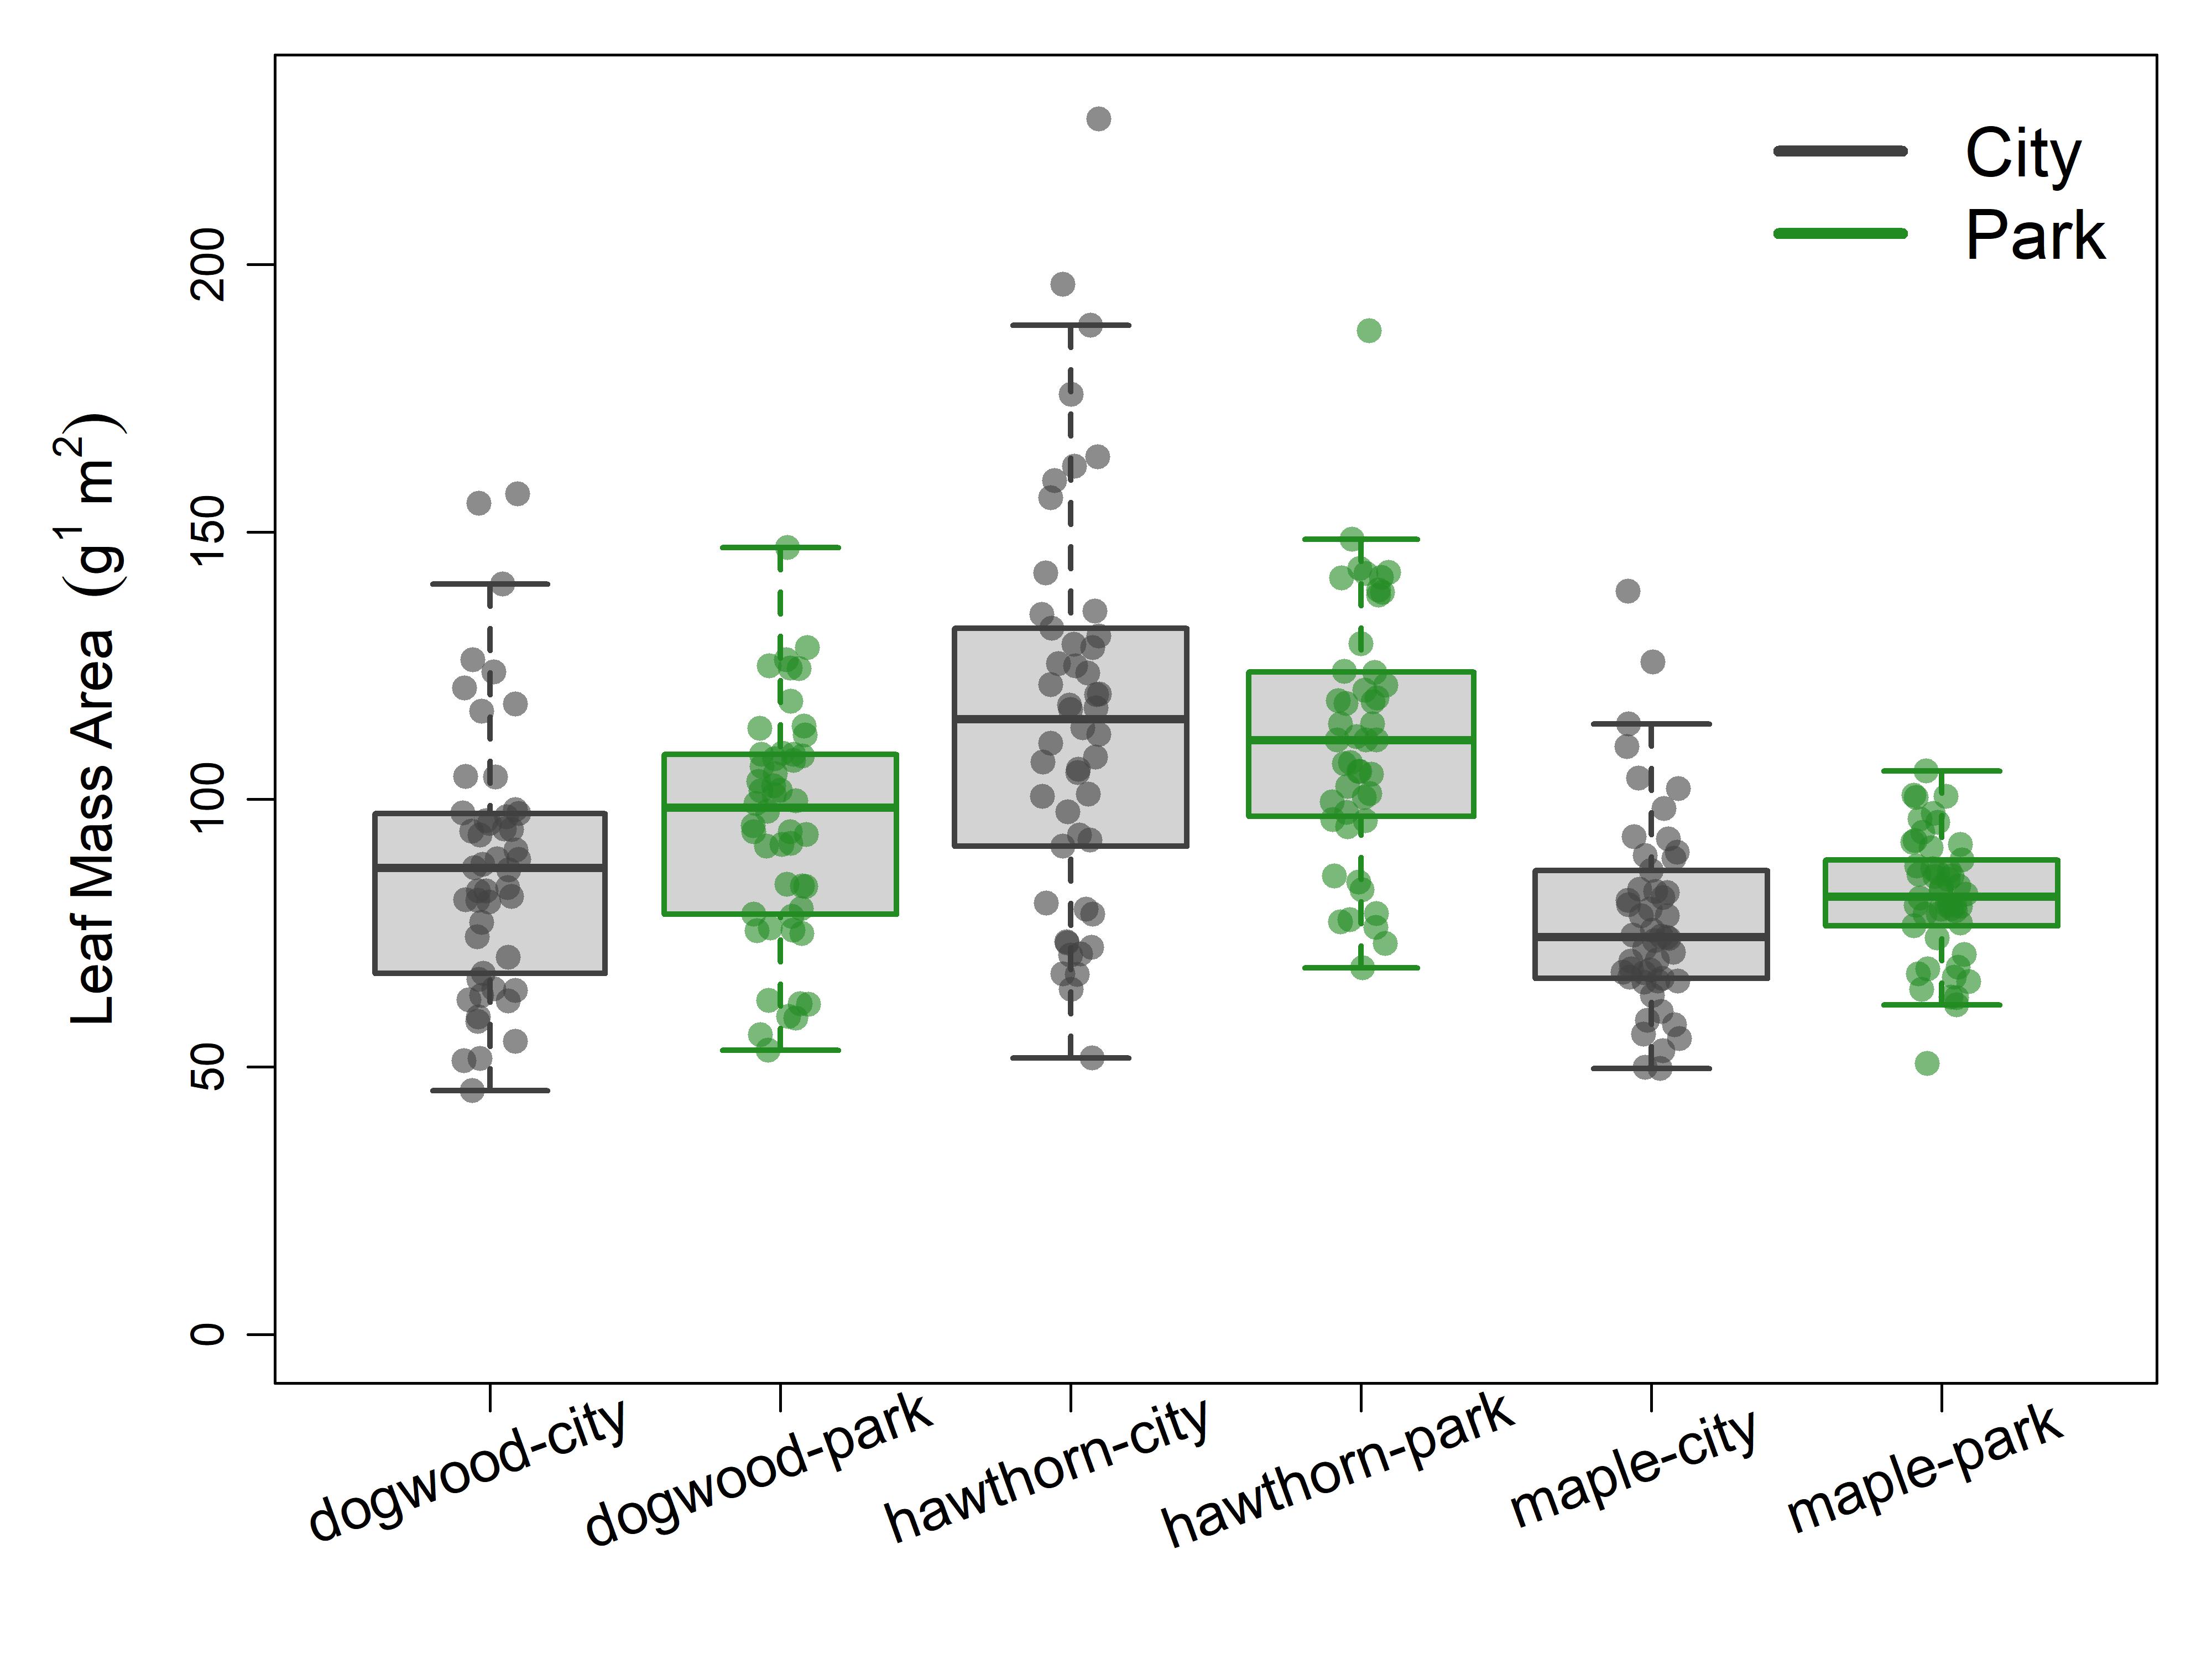 City
Park
Leaf Mass Area (g¹ m²)
200
150
100
50
0
dogwood-city
dogwood-park
hawthorn-city
hawthorn-park
maple-city
maple-park